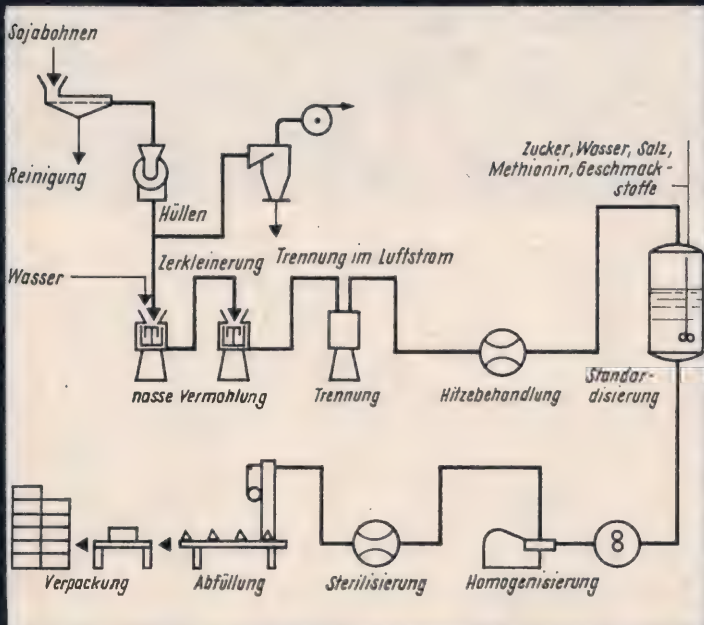 Sojabohnen
Reinigung
Hüllen
Zucker, Wasser, Salz,
Methionin, Geschmack-
stoffe
Wasser
Zerkleinerung
Trennung im Luftstrom
nasse Vermahlung
Trennung
Hitzebehandlung
Standar-
disierung
8
Verpackung
Abfüllung
Sterilisierung
Homogenisierung